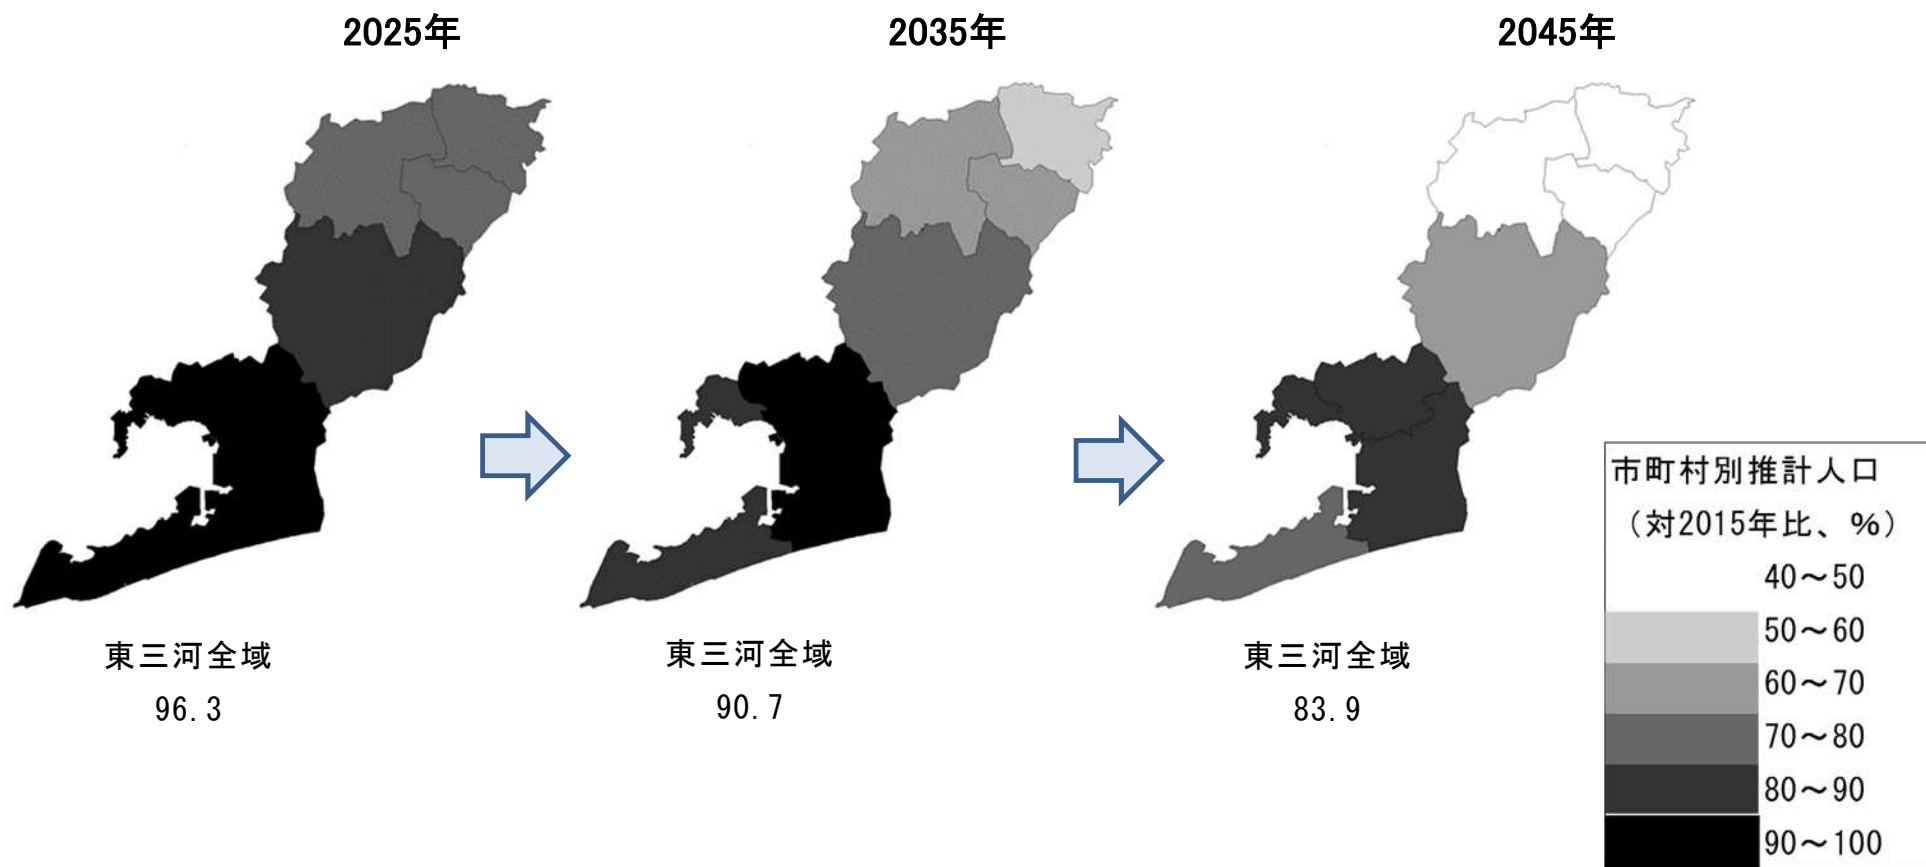 2025年
2035年
2045年
東三河全域
96.3
東三河全域
90.7
東三河全域
83.9
市町村別推計人口
（対2015年比、%）
40～50
50～60
60～70
70～80
80～90
90～100